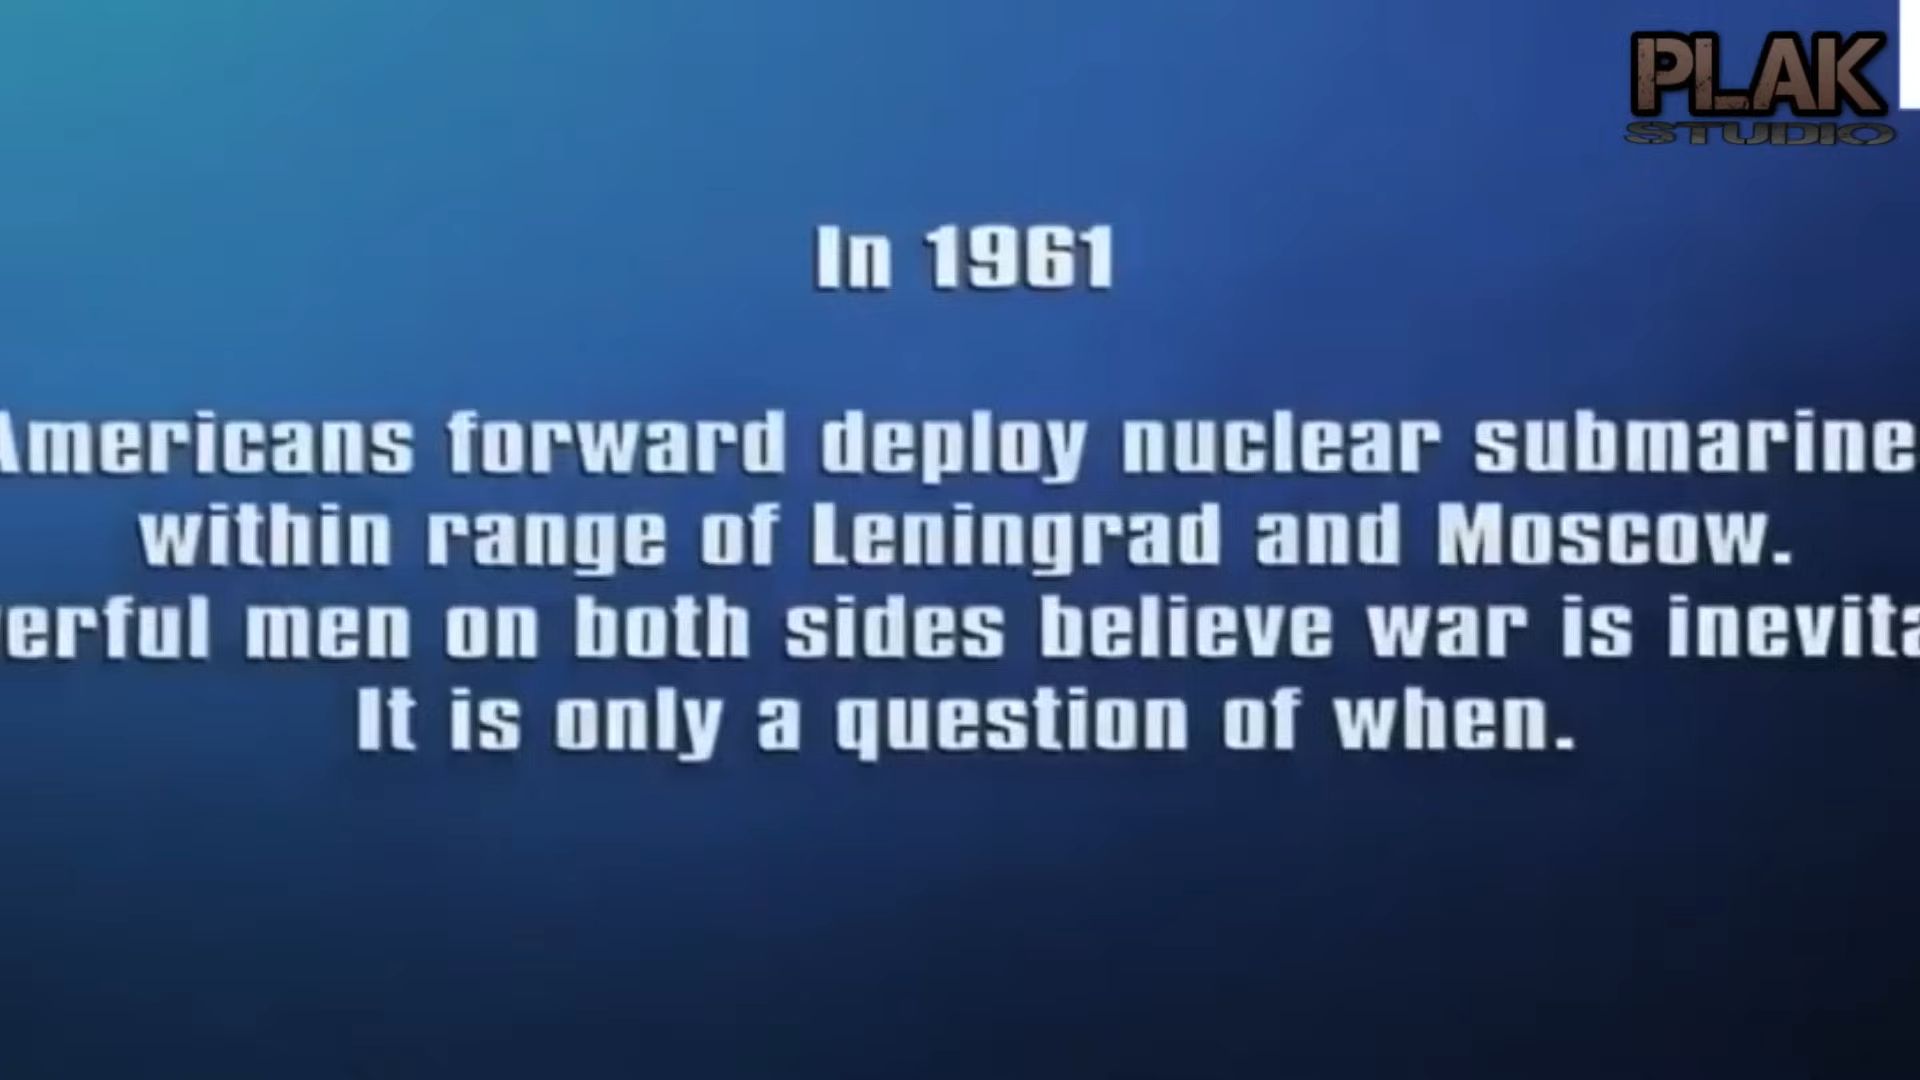 PLAK
STUDIO
In 1961
Americans forward deploy nuclear submarine
within range of Leningrad and Moscow.
erful men on both sides believe war is inevita
It is only a question of when.